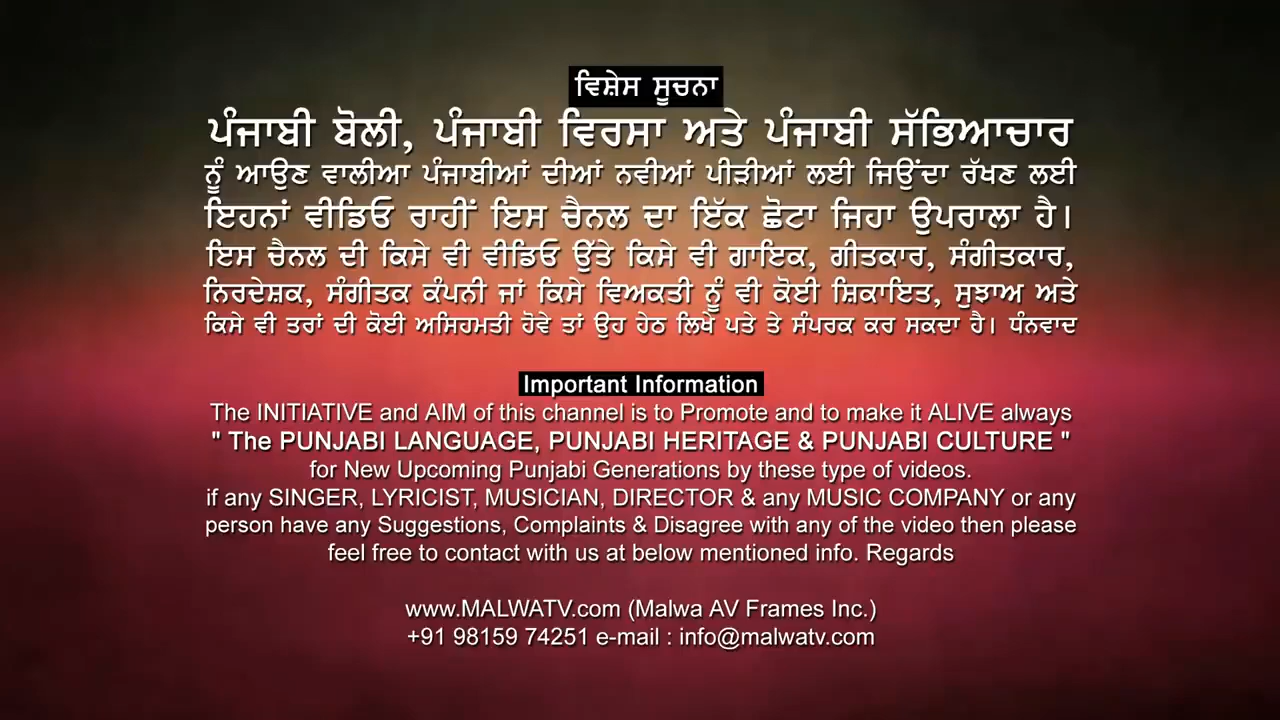 ਵਿਸ਼ੇਸ ਸੂਚਨਾ
ਪੰਜਾਬੀ ਬੋਲੀ, ਪੰਜਾਬੀ ਵਿਰਸਾ ਅਤੇ ਪੰਜਾਬੀ ਸੱਭਿਆਚਾਰ
ਨੂੰ ਆਉਣ ਵਾਲੀਆ ਪੰਜਾਬੀਆਂ ਦੀਆਂ ਨਵੀਆਂ ਪੀੜੀਆਂ ਲਈ ਜਿਉਂਦਾ ਰੱਖਣ ਲਈ
ਇਹਨਾਂ ਵੀਡਿਓ ਰਾਹੀਂ ਇਸ ਚੈਨਲ ਦਾ ਇੱਕ ਛੋਟਾ ਜਿਹਾ ਉਪਰਾਲਾ ਹੈ।
ਇਸ ਚੈਨਲ ਦੀ ਕਿਸੇ ਵੀ ਵੀਡਿਓ ਉੱਤੇ ਕਿਸੇ ਵੀ ਗਾਇਕ, ਗੀਤਕਾਰ, ਸੰਗੀਤਕਾਰ,
ਨਿਰਦੇਸ਼ਕ, ਸੰਗੀਤਕ ਕੰਪਨੀ ਜਾਂ ਕਿਸੇ ਵਿਅਕਤੀ ਨੂੰ ਵੀ ਕੋਈ ਸ਼ਿਕਾਇਤ, ਸੁਝਾਅ ਅਤੇ
ਕਿਸੇ ਵੀ ਤਰਾਂ ਦੀ ਕੋਈ ਅਸਿਹਮਤੀ ਹੋਵੇ ਤਾਂ ਉਹ ਹੇਠ ਲਿਖੇ ਪਤੇ ਤੇ ਸੰਪਰਕ ਕਰ ਸਕਦਾ ਹੈ। ਧੰਨਵਾਦ
Important Information
The INITIATIVE and AIM of this channel is to Promote and to make it ALIVE always
" The PUNJABI LANGUAGE, PUNJABI HERITAGE & PUNJABI CULTURE "
for New Upcoming Punjabi Generations by these type of videos.
if any SINGER, LYRICIST, MUSICIAN, DIRECTOR & any MUSIC COMPANY or any
person have any Suggestions, Complaints & Disagree with any of the video then please
feel free to contact with us at below mentioned info. Regards
www.MALWATV.com (Malwa AV Frames Inc.)
+91 98159 74251 e-mail : info@malwatv.com